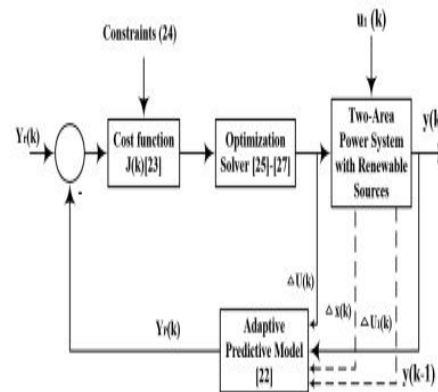 Constraints (24)
u₁ (k)
Yᵣ(k)
-
Cost function
J(k)[23]
Optimization
Solver [25]-[27]
Two-Area
Power System
with Renewable
Sources
y(k
△U(k)
△x(k)
△U₁(k)
Yₚ(k)
Adaptive
Predictive Model
[22]
y(k-1)